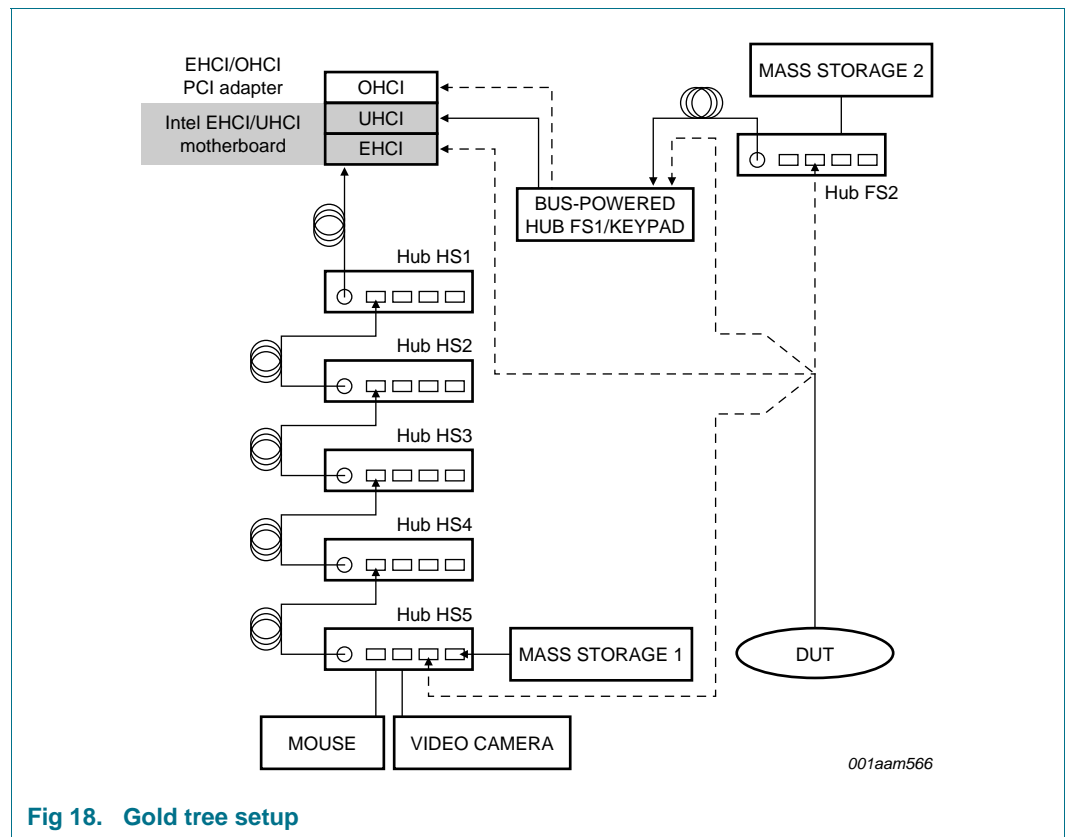 EHCI/OHCI
PCI adapter
Intel EHCI/UHCI
motherboard
OHCI
UHCI
EHCI
MASS STORAGE 2
Hub FS2
BUS-POWERED
HUB FS1/KEYPAD
Hub HS1
Hub HS2
Hub HS3
Hub HS4
Hub HS5
MASS STORAGE 1
DUT
MOUSE
VIDEO CAMERA
001aam566
Fig 18. Gold tree setup